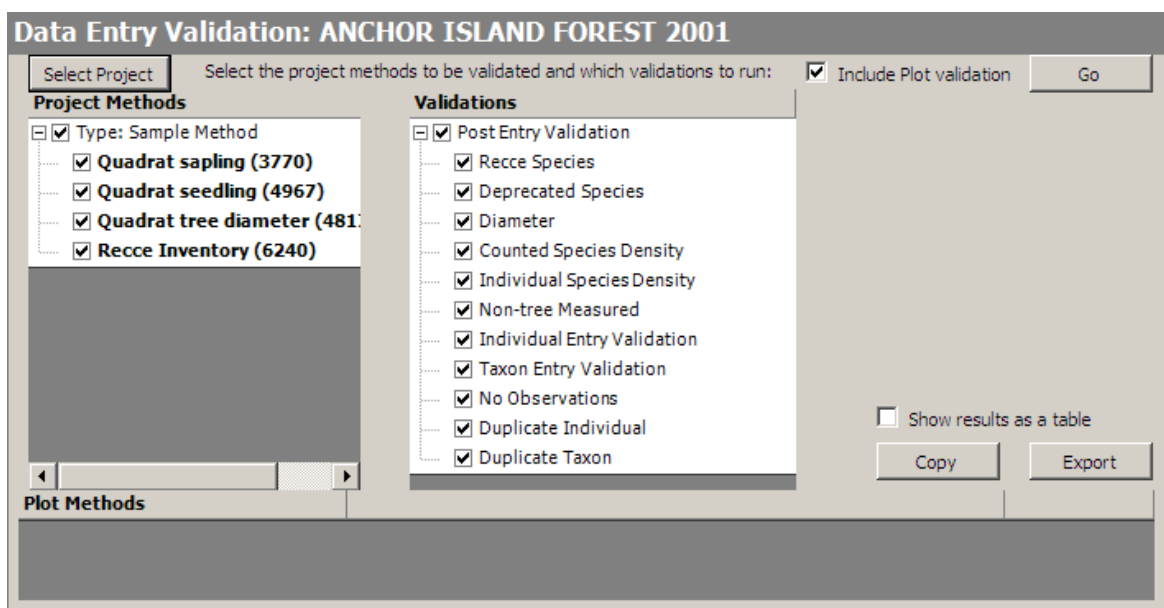 Data Entry Validation: ANCHOR ISLAND FOREST 2001
Select Project
Select the project methods to be validated and which validations to run:
Include Plot validation
Go
Project Methods
Type: Sample Method
Quadrat sapling (3770)
Quadrat seedling (4967)
Quadrat tree diameter (481
Recce Inventory (6240)
Validations
Post Entry Validation
Recce Species
Deprecated Species
Diameter
Counted Species Density
Individual Species Density
Non-tree Measured
Individual Entry Validation
Taxon Entry Validation
No Observations
Duplicate Individual
Duplicate Taxon
Show results as a table
Copy
Export
Plot Methods